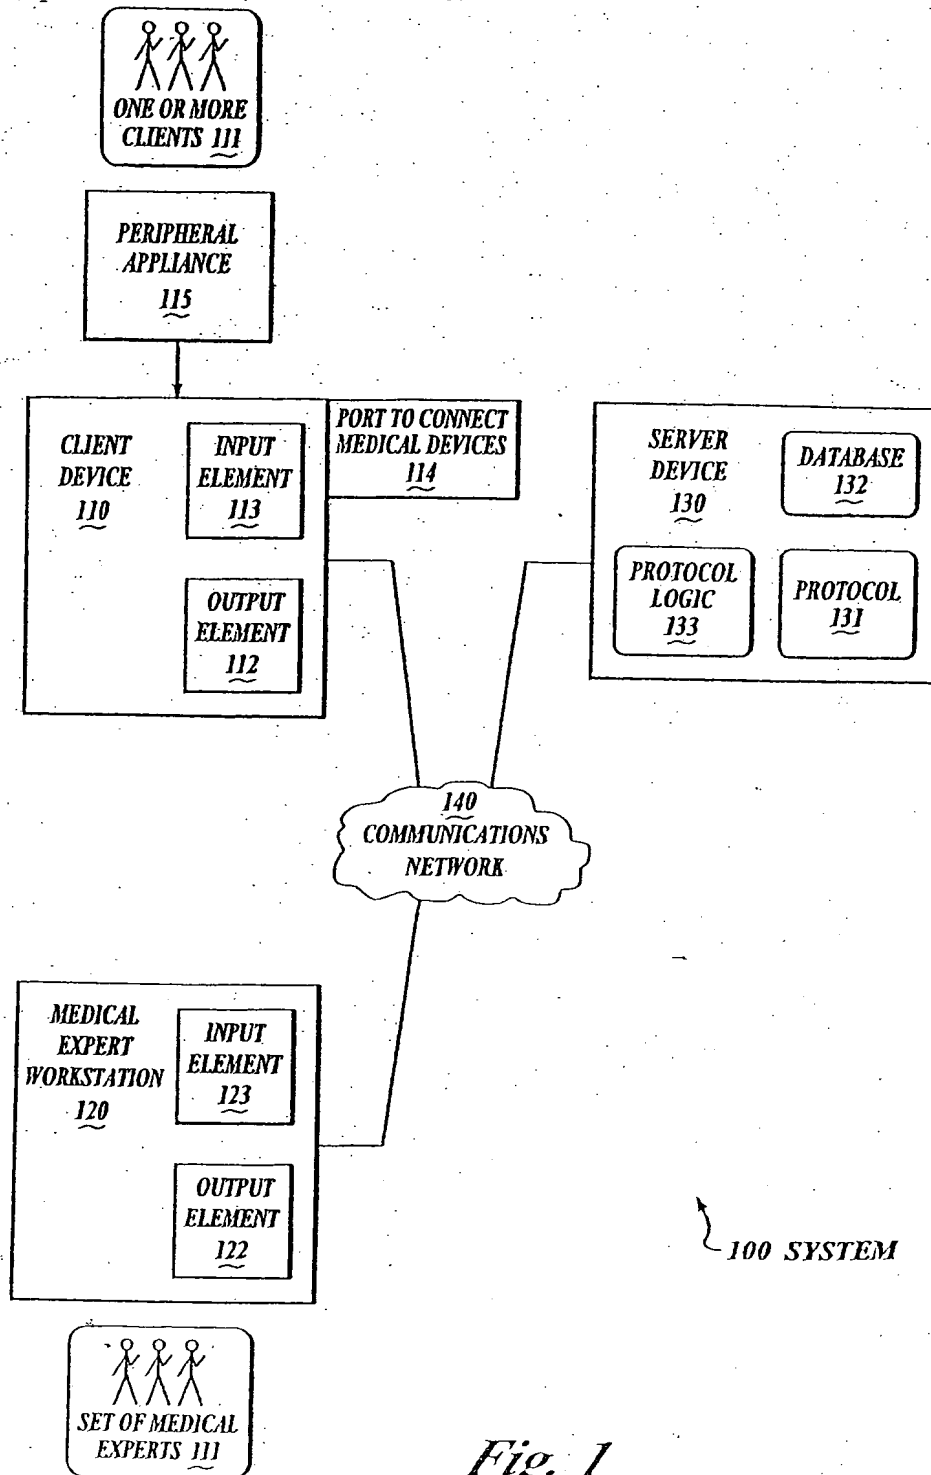 ONE OR MORE
CLIENTS 111
PERIPHERAL
APPLIANCE
115
CLIENT
DEVICE
110
INPUT
ELEMENT
113
OUTPUT
ELEMENT
112
PORT TO CONNECT
MEDICAL DEVICES
114
SERVER
DEVICE
130
DATABASE
132
PROTOCOL
LOGIC
133
PROTOCOL
131
140
COMMUNICATIONS
NETWORK
MEDICAL
EXPERT
WORKSTATION
120
INPUT
ELEMENT
123
OUTPUT
ELEMENT
122
100 SYSTEM
SET OF MEDICAL
EXPERTS 111
Fig. 1